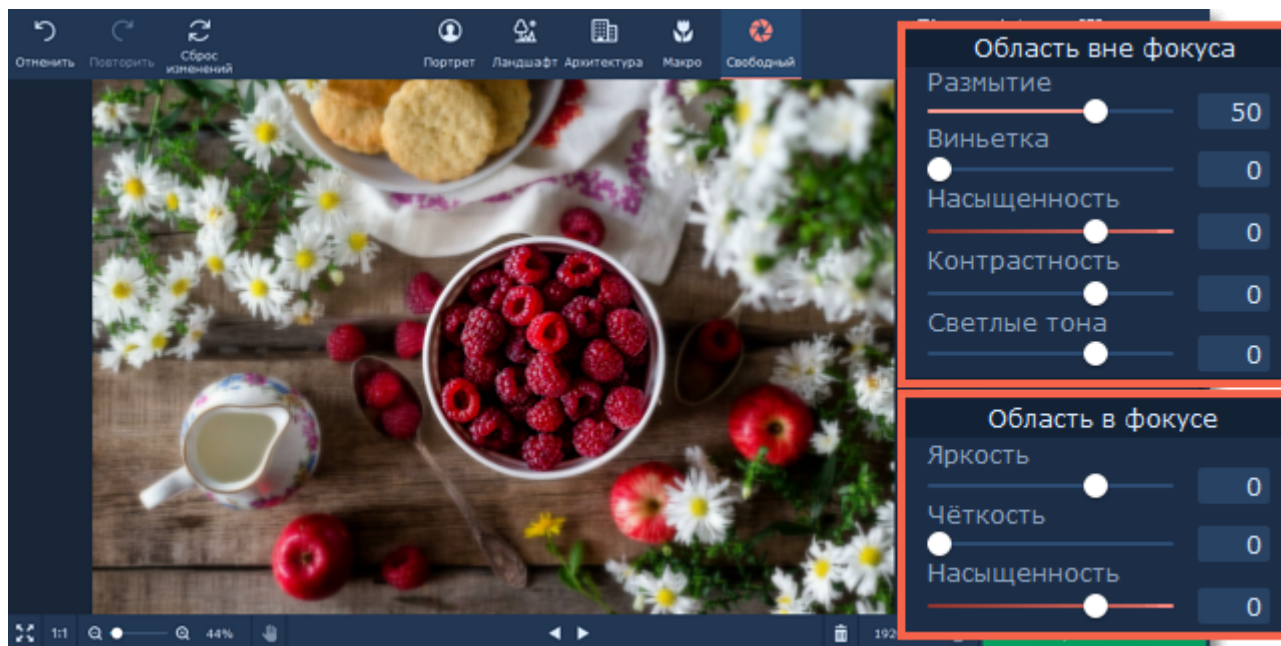 Отменить
Повторить
Сброс
изменений
Портрет
Ландшафт
Архитектура
Макро
Свободный
Область вне фокуса
Размытие
50
Виньетка
0
Насыщенность
0
Контрастность
0
Светлые тона
0
Область в фокусе
Яркость
0
Чёткость
0
Насыщенность
0
1:1
44%